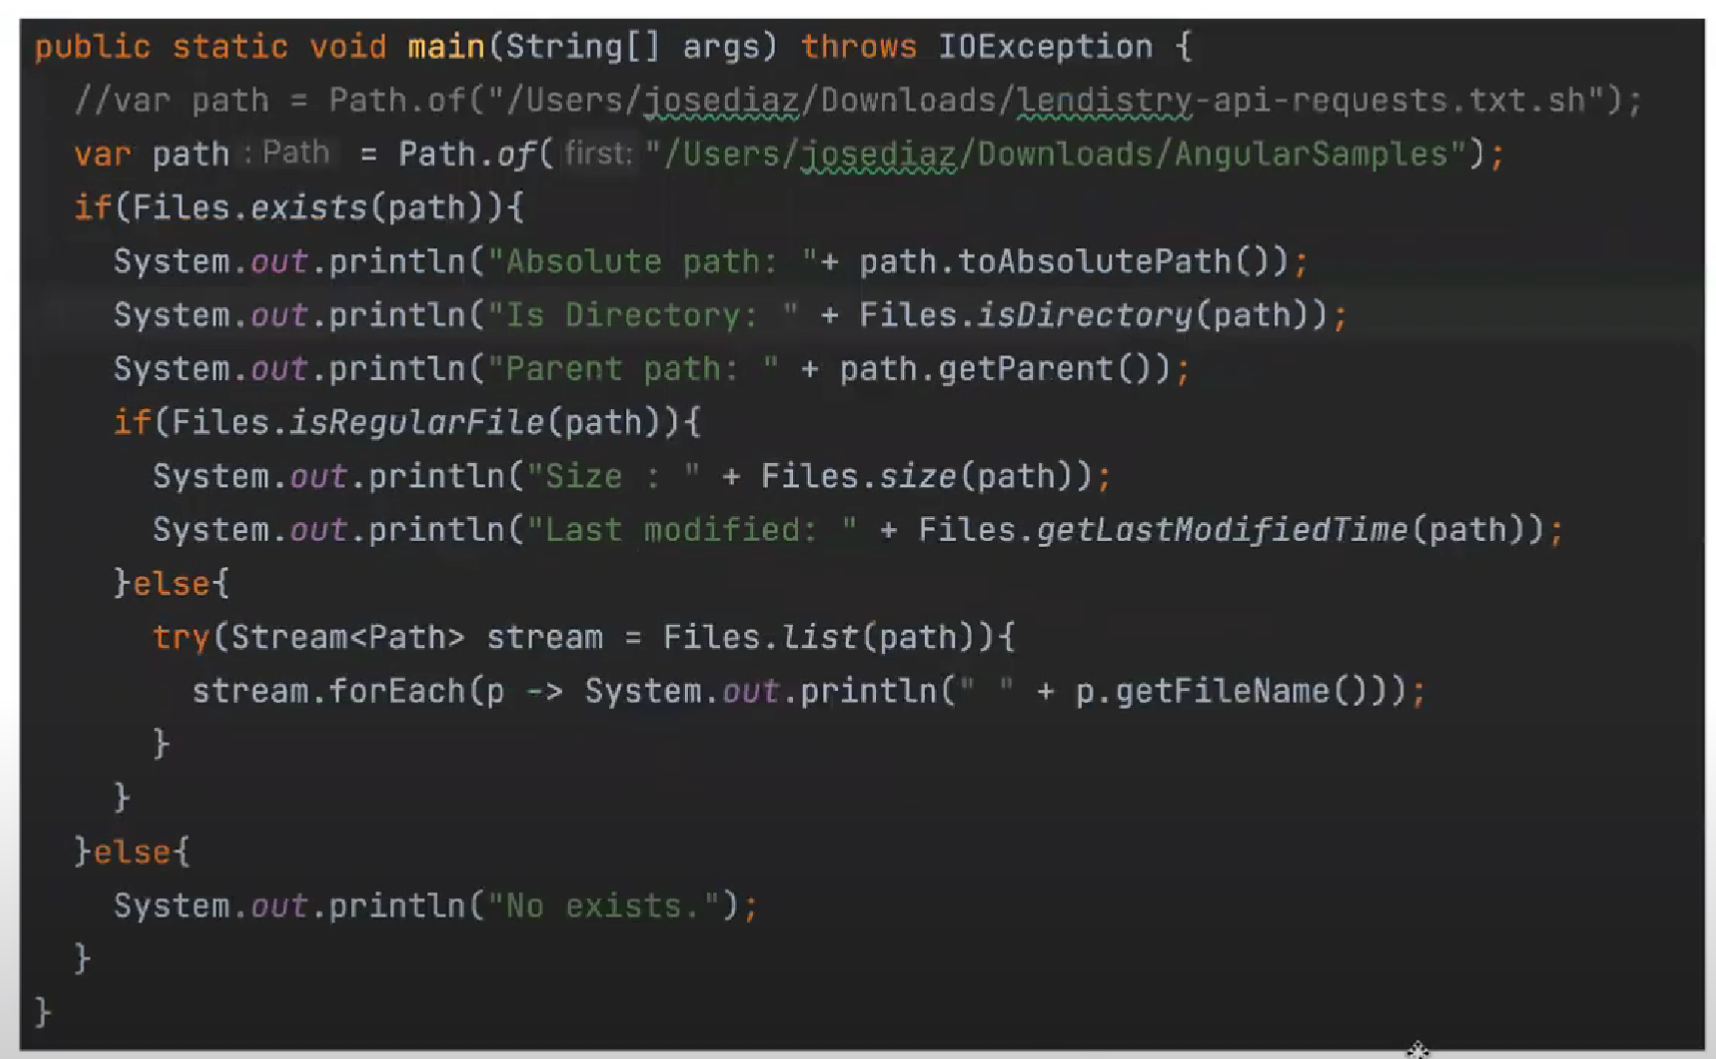 public static void main(String[] args) throws IOException {
//var path = Path.of("/Users/josediaz/Downloads/lendistry-api-requests.txt.sh");
var path : Path = Path.of( first: "/Users/josediaz/Downloads/AngularSamples");
if(Files.exists(path)){
System.out.println("Absolute path: "+ path.toAbsolutePath());
System.out.println("Is Directory: " + Files.isDirectory(path));
System.out.println("Parent path: " + path.getParent());
if(Files.isRegularFile(path)){
System.out.println("Size : " + Files.size(path));
System.out.println("Last modified: " + Files.getLastModifiedTime(path));
}else{
try(Stream<Path> stream = Files.list(path)){
stream.forEach(p -> System.out.println(" " + p.getFileName()));
}
}
}else{
System.out.println("No exists.");
}
}